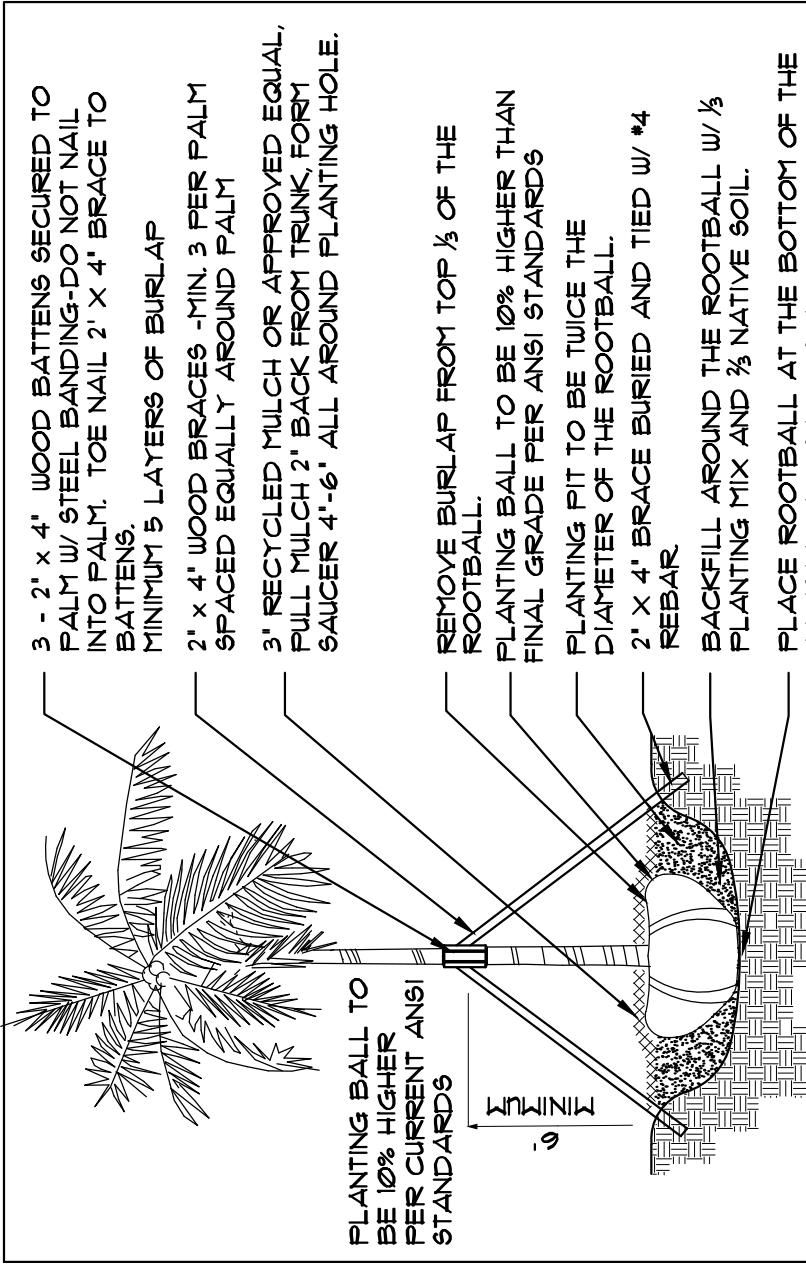 3 - 2" x 4" WOOD BATTENS SECURED TO
PALM W/ STEEL BANDING-DO NOT NAIL
INTO PALM. TOE NAIL 2" X 4" BRACE TO
BATTENS.
MINIMUM 5 LAYERS OF BURLAP
2" x 4" WOOD BRACES -MIN. 3 PER PALM
SPACED EQUALLY AROUND PALM
3" RECYCLED MULCH OR APPROVED EQUAL,
PULL MULCH 2" BACK FROM TRUNK, FORM
SAUCER 4"-6" ALL AROUND PLANTING HOLE.
REMOVE BURLAP FROM TOP ⅓ OF THE
ROOTBALL.
PLANTING BALL TO BE 10% HIGHER THAN
FINAL GRADE PER ANSI STANDARDS
PLANTING PIT TO BE TWICE THE
DIAMETER OF THE ROOTBALL.
2" X 4" BRACE BURIED AND TIED W/ #4
REBAR.
BACKFILL AROUND THE ROOTBALL W/ ⅓
PLANTING MIX AND ⅔ NATIVE SOIL.
PLACE ROOTBALL AT THE BOTTOM OF THE
PLANTING BALL TO
BE 10% HIGHER
PER CURRENT ANSI
STANDARDS
6'
MINIMUM